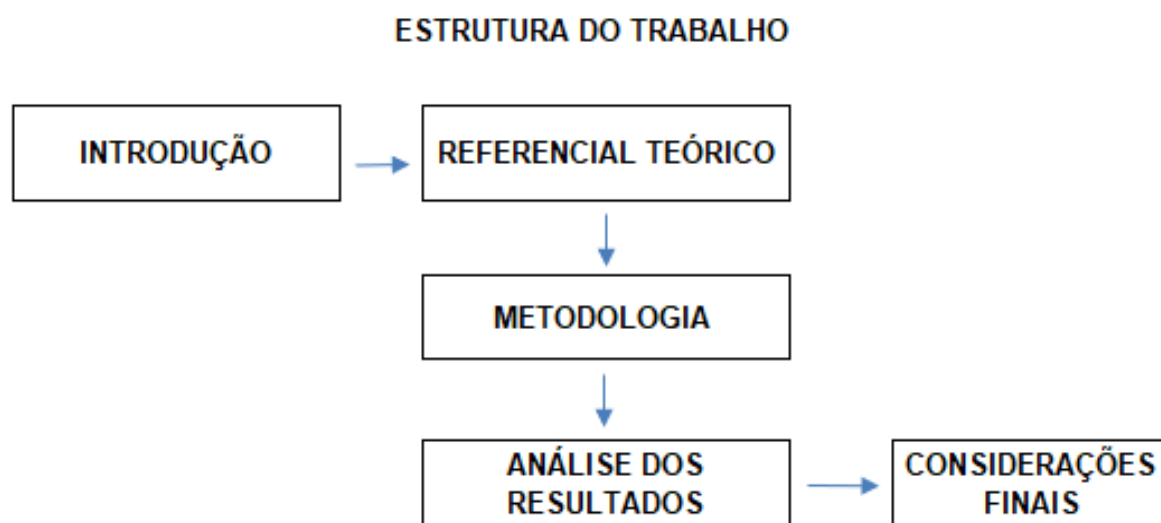 ESTRUTURA DO TRABALHO
INTRODUÇÃO
REFERENCIAL TEÓRICO
METODOLOGIA
ANÁLISE DOS
RESULTADOS
CONSIDERAÇÕES
FINAIS